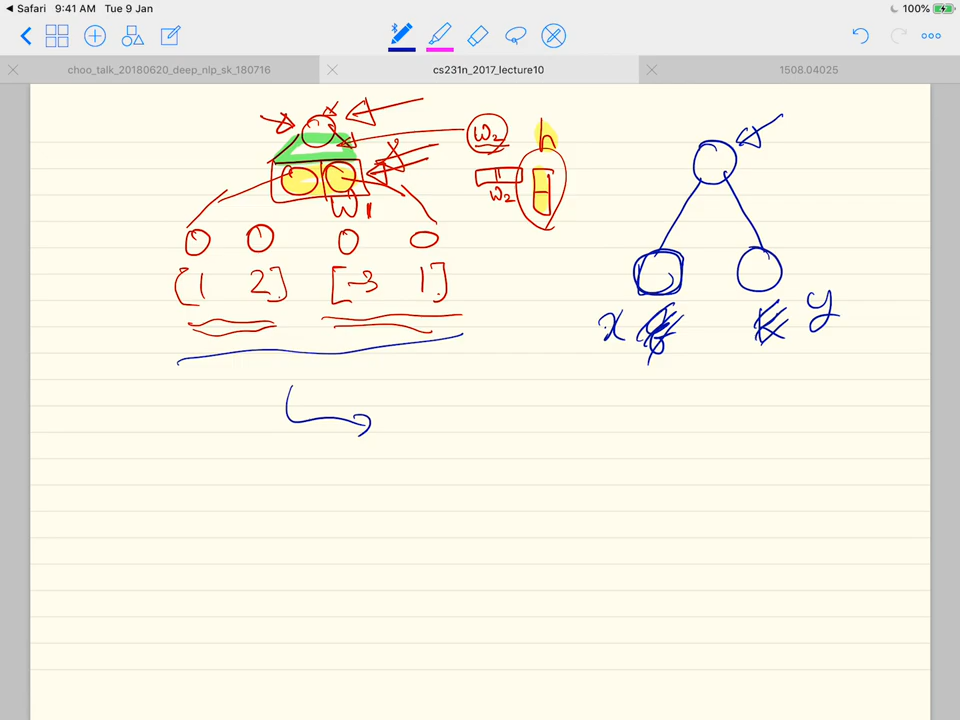 Safari 9:41 AM Tue 9 Jan 100%
choo_talk_20180620_deep_nlp_sk_180716 cs231n_2017_lecture10 1508.04025
W2 h
W2
W1
[1 2] [-3 1]
x y